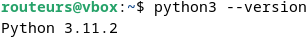 routeurs@vbox:~$ python3 --version
Python 3.11.2